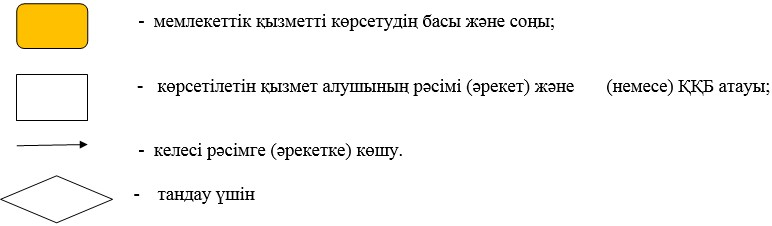 - мемлекеттік қызметті көрсетудің басы және соңы;
- көрсетілетін қызмет алушының рәсімі (әрекет) және (немесе) ҚҚБ атауы;
- келесі рәсімге (әрекетке) көшу.
- таңдау үшін